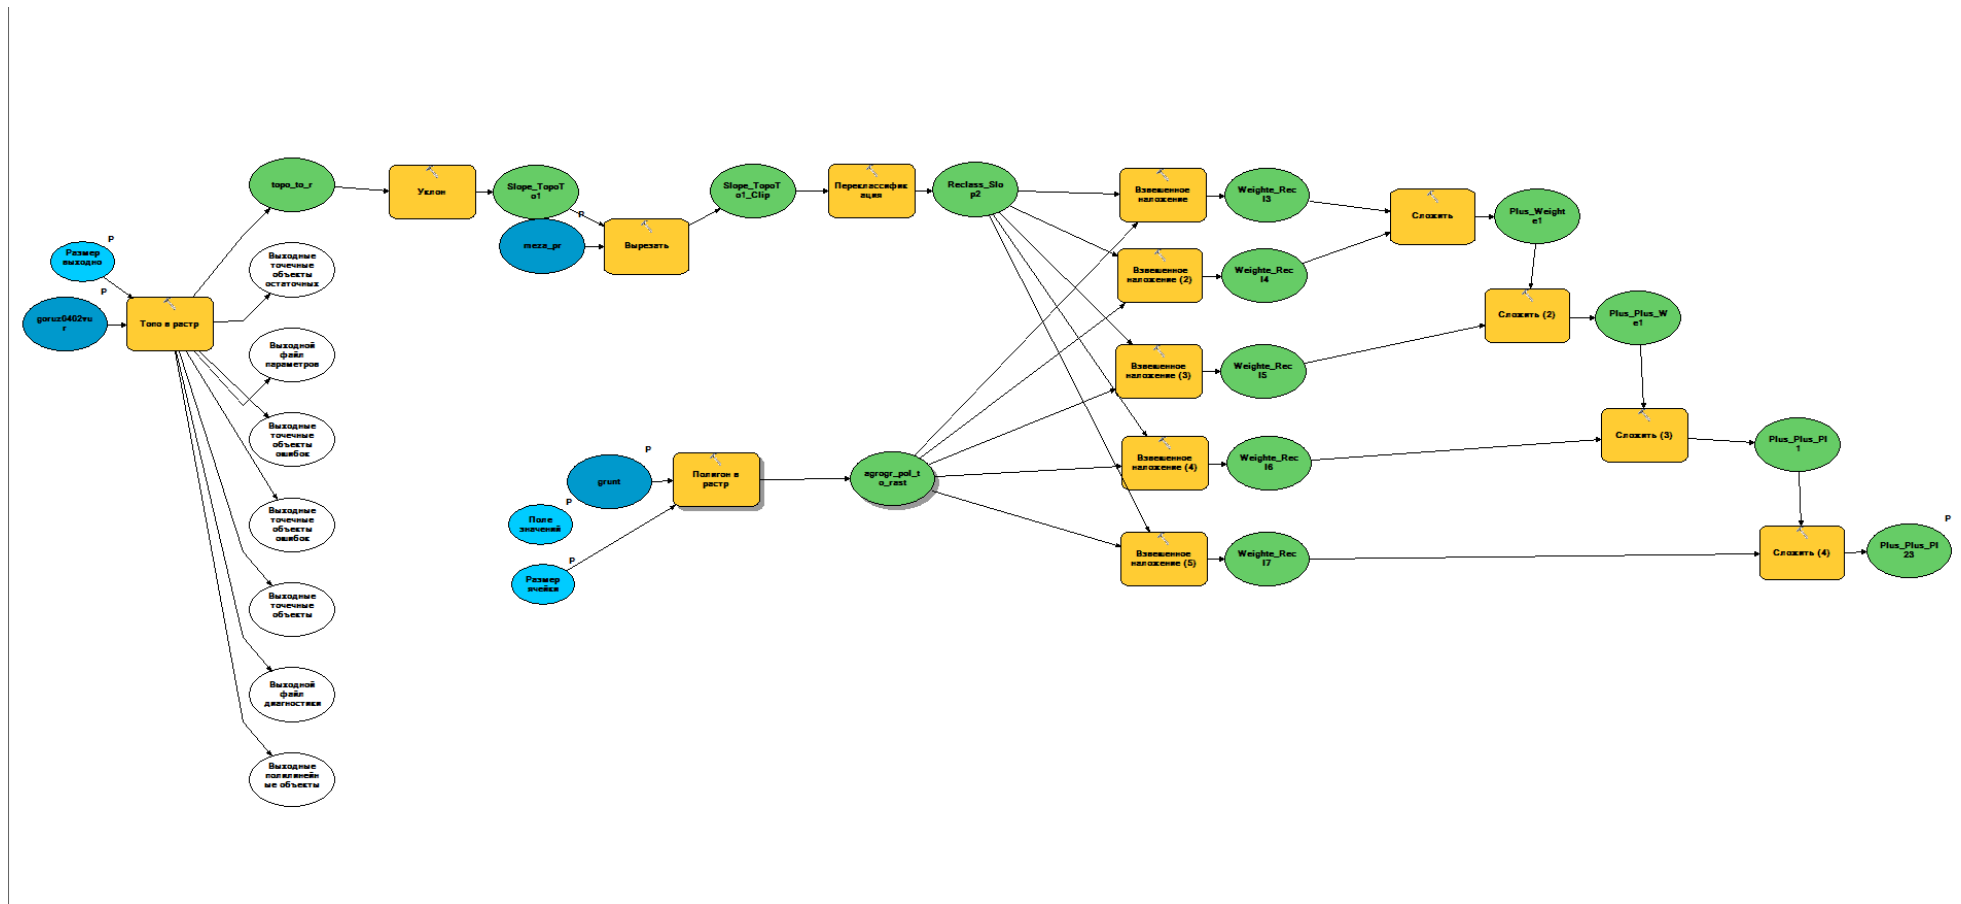 P
Размер
выходно
P
goruz0402vu
r
Топо в растр
topo_to_r
Выходные
точечные
объекты
остаточных
Выходной
файл
параметров
Выходные
точечные
объекты
ошибок
Выходные
точечные
объекты
ошибок
Выходные
точечные
объекты
Выходной
файл
диагностики
Выходные
полилинейн
ые объекты
Уклон
Slope_TopoT
o1
P
meza_pr
Вырезать
Slope_TopoT
o1_Clip
Переклассифик
ация
Reclass_Slo
p2
P
grunt
P
Поле
значений
P
Размер
ячейки
Полигон в
растр
agrogr_pol_t
o_rast
Взвешенное
наложение
Взвешенное
наложение (2)
Взвешенное
наложение (3)
Взвешенное
наложение (4)
Взвешенное
наложение (5)
Weighte_Rec
l3
Weighte_Rec
l4
Weighte_Rec
l5
Weighte_Rec
l6
Weighte_Rec
l7
Сложить
Plus_Weight
e1
Сложить (2)
Plus_Plus_W
e1
Сложить (3)
Plus_Plus_Pl
1
Сложить (4)
P
Plus_Plus_Pl
23